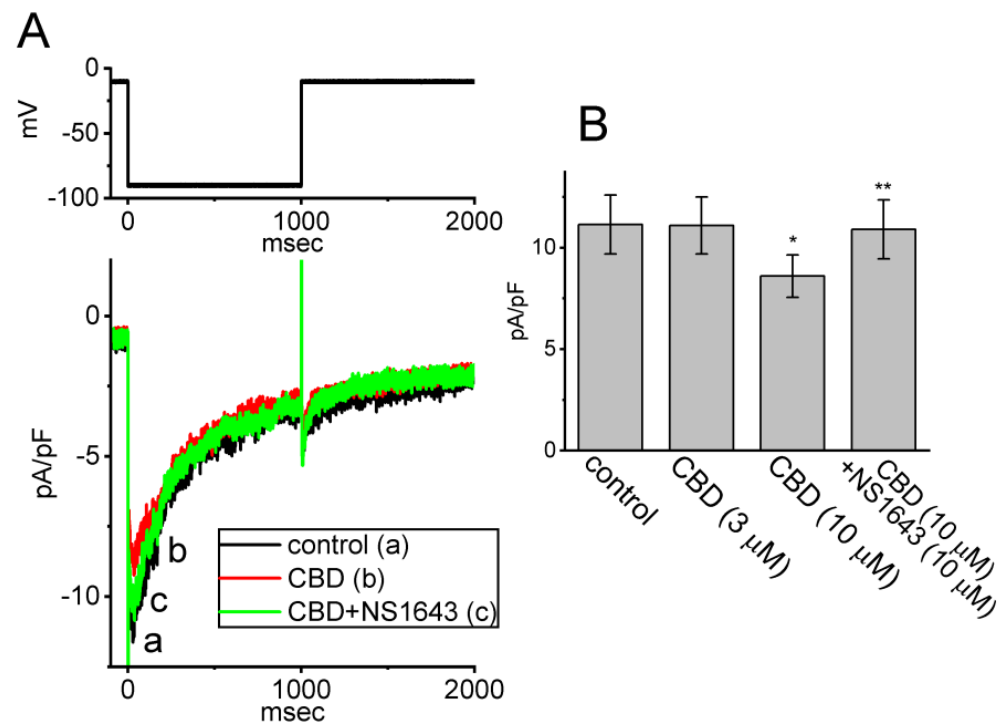 A
0
-50
-100
mV
0
1000
2000
msec
0
-5
-10
pA/pF
b
c
a
control (a)
CBD (b)
CBD+NS1643 (c)
0
1000
2000
msec
B
10
5
0
pA/pF
*
**
control
CBD (3 μM)
CBD (10 μM)
CBD (10 μM)
+NS1643 (10 μM)